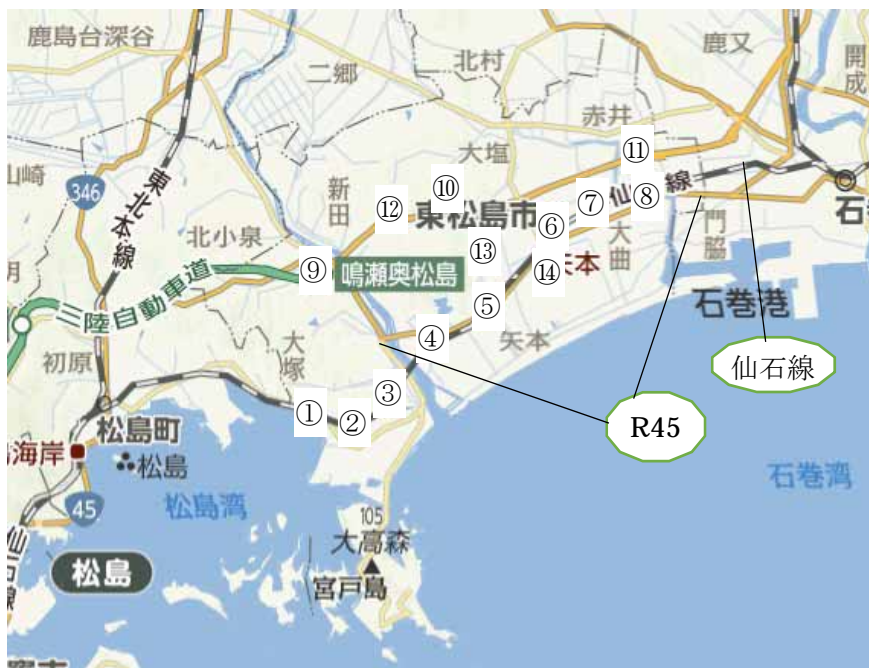 鹿島台深谷
二郷
北村
鹿又
開成
赤井
⑪
大塩
山崎
346
東北本線
新田
⑩
⑫
東松島市
⑦
仙
線
⑧
石
北小泉
⑥
大曲
門脇
⑬
⑨
鳴瀬奥松島
⑭
矢本
三陸自動車道
石巻港
⑤
初原
大塚
④
矢本
仙石線
③
①
②
松島町
R45
海岸
松島
石巻湾
45
松島湾
105
大高森
松島
宮戸島